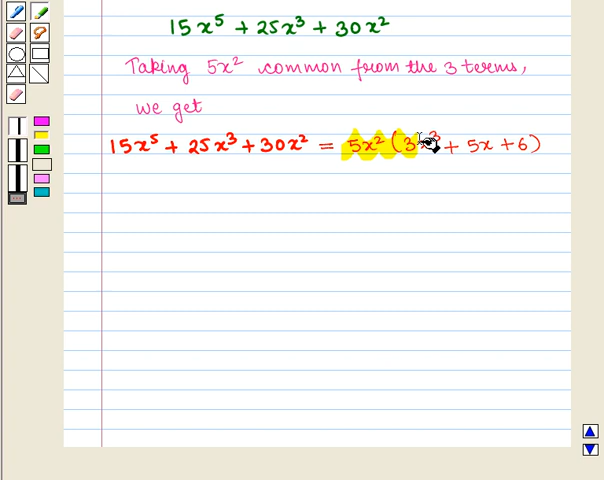 15x⁵ + 25x³ + 30x²
Taking 5x² common from the 3 terms,
we get
15x⁵ + 25x³ + 30x² = 5x² (3x³ + 5x + 6)